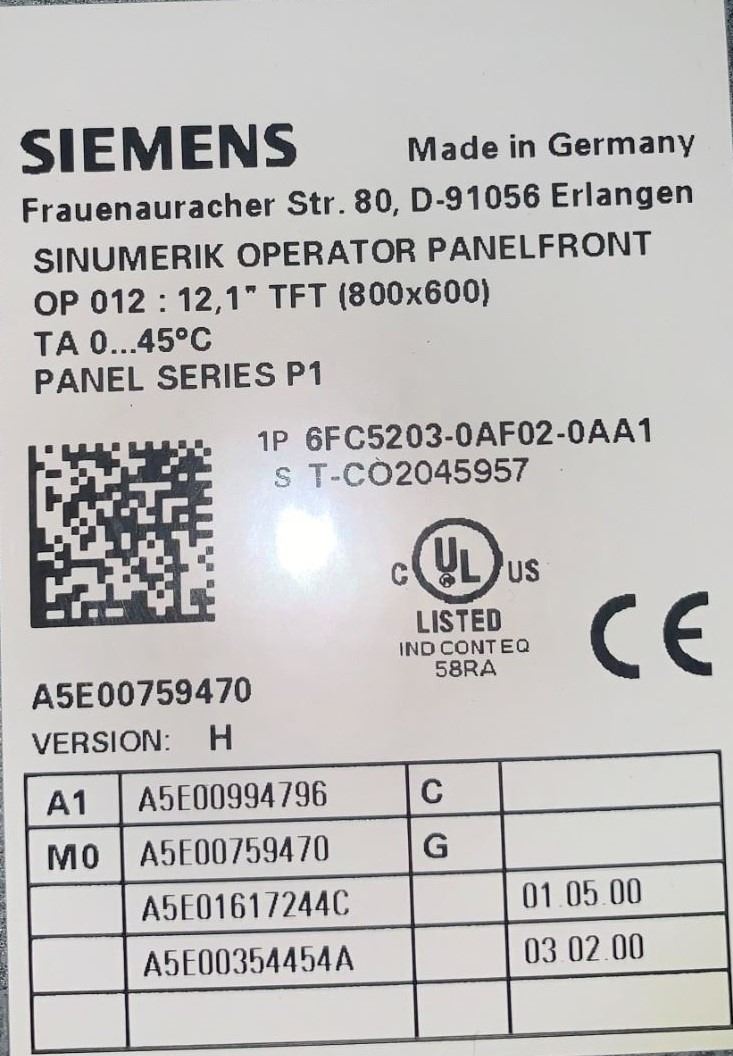 SIEMENS Made in Germany
Frauenauracher Str. 80, D-91056 Erlangen
SINUMERIK OPERATOR PANELFRONT
OP 012 : 12,1" TFT (800x600)
TA 0...45°C
PANEL SERIES P1
1P 6FC5203-0AF02-0AA1
S T-CO2045957
C UL ® US
LISTED
IND CONT EQ
58RA
CE
A5E00759470
VERSION: H
A1 A5E00994796 C
M0 A5E00759470 G
A5E01617244C 01.05.00
A5E00354454A 03.02.00